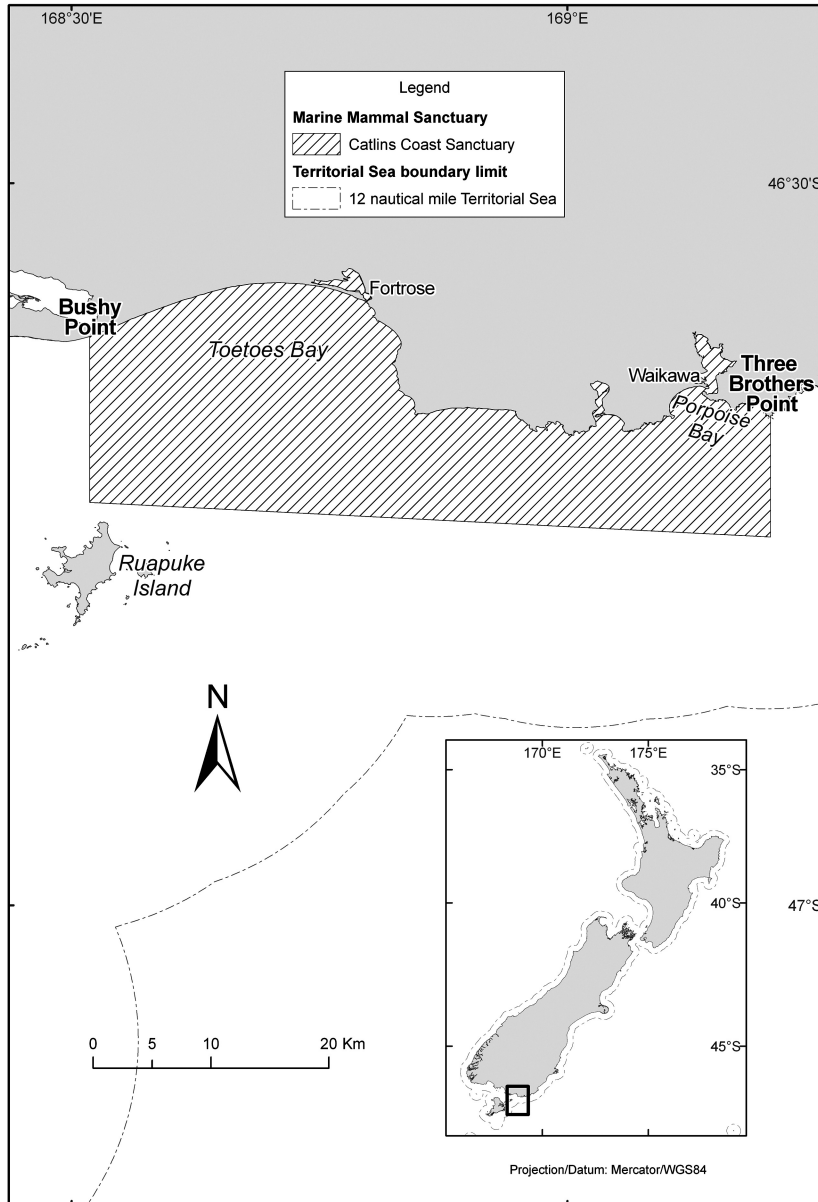 168°30'E
169°E
Legend
Marine Mammal Sanctuary
Catlins Coast Sanctuary
Territorial Sea boundary limit
12 nautical mile Territorial Sea
46°30'S
Bushy
Point
Fortrose
Toetoes Bay
Waikawa
Three
Brothers
Point
Porpoise
Bay
Ruapuke
Island
N
170°E
175°E
35°S
40°S
45°S
47°S
0 5 10 20 Km
Projection/Datum: Mercator/WGS84